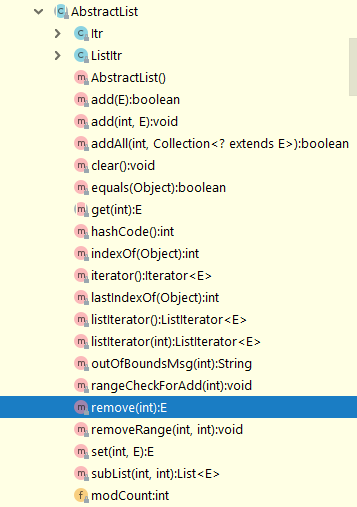 AbstractList
Itr
ListItr
AbstractList()
add(E):boolean
add(int, E):void
addAll(int, Collection<? extends E>):boolean
clear():void
equals(Object):boolean
get(int):E
hashCode():int
indexOf(Object):int
iterator():Iterator<E>
lastIndexOf(Object):int
listIterator():ListIterator<E>
listIterator(int):ListIterator<E>
outOfBoundsMsg(int):String
rangeCheckForAdd(int):void
remove(int):E
removeRange(int, int):void
set(int, E):E
subList(int, int):List<E>
modCount:int